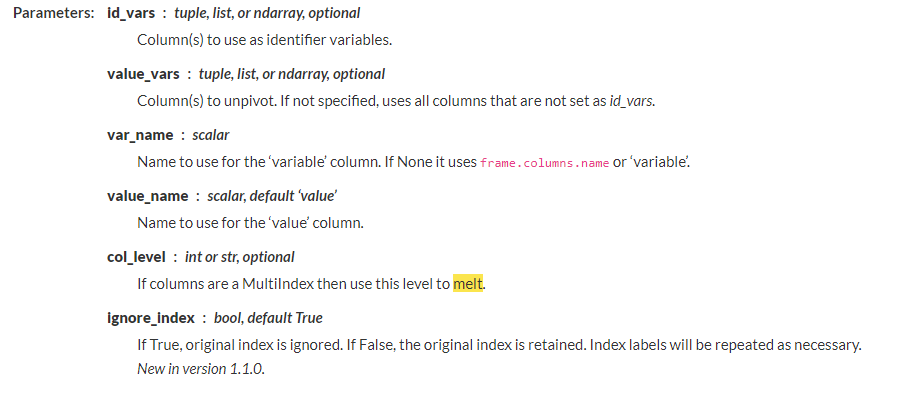 Parameters: id_vars : tuple, list, or ndarray, optional
Column(s) to use as identifier variables.
value_vars : tuple, list, or ndarray, optional
Column(s) to unpivot. If not specified, uses all columns that are not set as id_vars.
var_name : scalar
Name to use for the ‘variable’ column. If None it uses frame.columns.name or ‘variable’.
value_name : scalar, default ‘value’
Name to use for the ‘value’ column.
col_level : int or str, optional
If columns are a MultiIndex then use this level to melt.
ignore_index : bool, default True
If True, original index is ignored. If False, the original index is retained. Index labels will be repeated as necessary.
New in version 1.1.0.